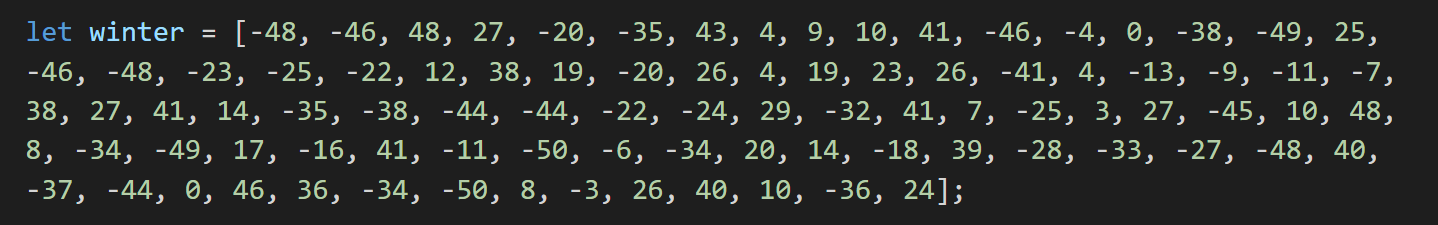 let winter = [-48, -46, 48, 27, -20, -35, 43, 4, 9, 10, 41, -46, -4, 0, -38, -49, 25,
-46, -48, -23, -25, -22, 12, 38, 19, -20, 26, 4, 19, 23, 26, -41, 4, -13, -9, -11, -7,
38, 27, 41, 14, -35, -38, -44, -44, -22, -24, 29, -32, 41, 7, -25, 3, 27, -45, 10, 48,
8, -34, -49, 17, -16, 41, -11, -50, -6, -34, 20, 14, -18, 39, -28, -33, -27, -48, 40,
-37, -44, 0, 46, 36, -34, -50, 8, -3, 26, 40, 10, -36, 24];